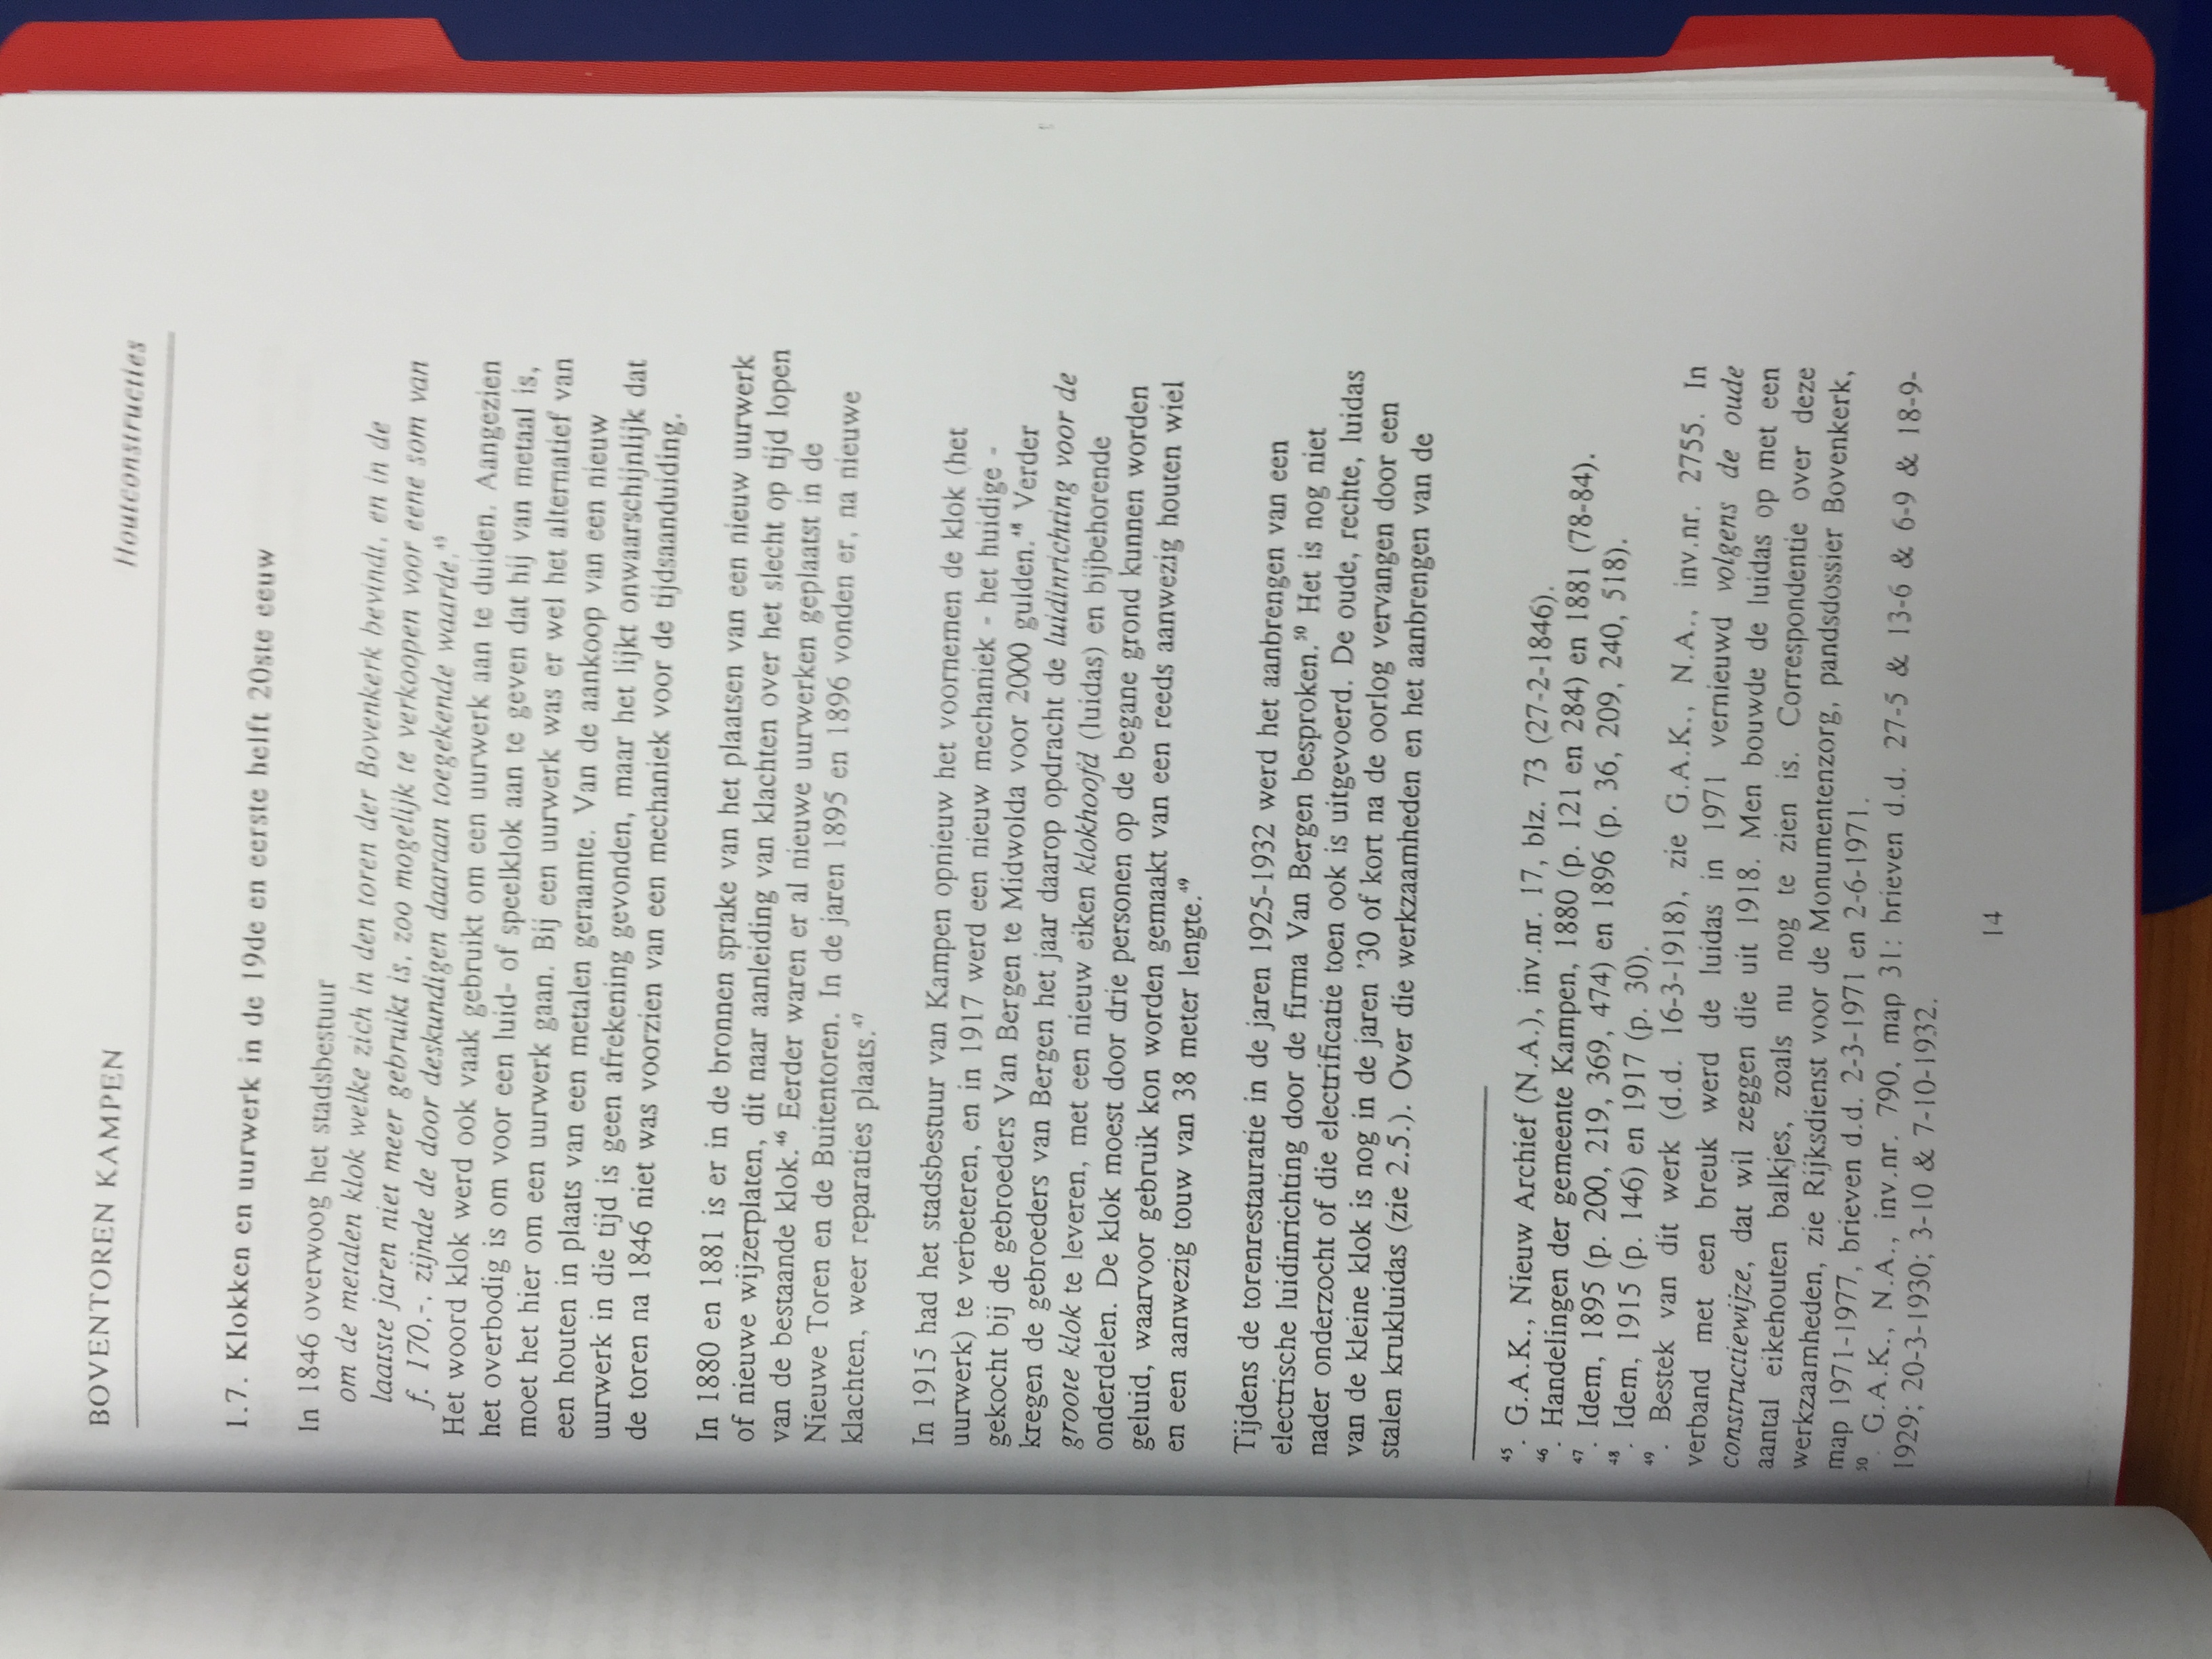 BOVENTOREN KAMPEN Houtconstructies
1.7. Klokken en uurwerk in de 19de en eerste helft 20ste eeuw
In 1846 overwoog het stadsbestuur
om de metalen klok welke zich in den toren der Bovenkerk bevindt, en in de
laatste jaren niet meer gebruikt is, zoo mogelijk te verkoopen voor eene som van
f. 170,-, zijnde de door deskundigen daaraan toegekende waarde.⁴⁵
Het woord klok werd ook vaak gebruikt om een uurwerk aan te duiden. Aangezien
het overbodig is om voor een luid- of speelklok aan te geven dat hij van metaal is,
moet het hier om een uurwerk gaan. Bij een uurwerk was er wel het alternatief van
een houten in plaats van een metalen geraamte. Van de aankoop van een nieuw
uurwerk in die tijd is geen afrekening gevonden, maar het lijkt onwaarschijnlijk dat
de toren na 1846 niet was voorzien van een mechaniek voor de tijdsaanduiding.
In 1880 en 1881 is er in de bronnen sprake van het plaatsen van een nieuw uurwerk
of nieuwe wijzerplaten, dit naar aanleiding van klachten over het slecht op tijd lopen
van de bestaande klok.⁴⁶ Eerder waren er al nieuwe uurwerken geplaatst in de
Nieuwe Toren en de Buitentoren. In de jaren 1895 en 1896 vonden er, na nieuwe
klachten, weer reparaties plaats.⁴⁷
In 1915 had het stadsbestuur van Kampen opnieuw het voornemen de klok (het
uurwerk) te verbeteren, en in 1917 werd een nieuw mechaniek - het huidige -
gekocht bij de gebroeders Van Bergen te Midwolda voor 2000 gulden.⁴⁸ Verder
kregen de gebroeders van Bergen het jaar daarop opdracht de luidinrichting voor de
groote klok te leveren, met een nieuw eiken klokhoofd (luidas) en bijbehorende
onderdelen. De klok moest door drie personen op de begane grond kunnen worden
geluid, waarvoor gebruik kon worden gemaakt van een reeds aanwezig houten wiel
en een aanwezig touw van 38 meter lengte.⁴⁹
Tijdens de torenrestauratie in de jaren 1925-1932 werd het aanbrengen van een
electrische luidinrichting door de firma Van Bergen besproken.⁵⁰ Het is nog niet
nader onderzocht of die electrificatie toen ook is uitgevoerd. De oude, rechte, luidas
van de kleine klok is nog in de jaren '30 of kort na de oorlog vervangen door een
stalen krukluidas (zie 2.5.). Over die werkzaamheden en het aanbrengen van de
⁴⁵. G.A.K., Nieuw Archief (N.A.), inv.nr. 17, blz. 73 (27-2-1846).
⁴⁶. Handelingen der gemeente Kampen, 1880 (p. 121 en 284) en 1881 (78-84).
⁴⁷. Idem, 1895 (p. 200, 219, 369, 474) en 1896 (p. 36, 209, 240, 518).
⁴⁸. Idem, 1915 (p. 146) en 1917 (p. 30).
⁴⁹. Bestek van dit werk (d.d. 16-3-1918), zie G.A.K., N.A., inv.nr. 2755. In
verband met een breuk werd de luidas in 1971 vernieuwd volgens de oude
constructiewijze, dat wil zeggen die uit 1918. Men bouwde de luidas op met een
aantal eikehouten balkjes, zoals nu nog te zien is. Correspondentie over deze
werkzaamheden, zie Rijksdienst voor de Monumentenzorg, pandsdossier Bovenkerk,
map 1971-1977, brieven d.d. 2-3-1971 en 2-6-1971.
⁵⁰. G.A.K., N.A., inv.nr. 790, map 31: brieven d.d. 27-5 & 13-6 & 6-9 & 18-9-
1929; 20-3-1930; 3-10 & 7-10-1932.
14